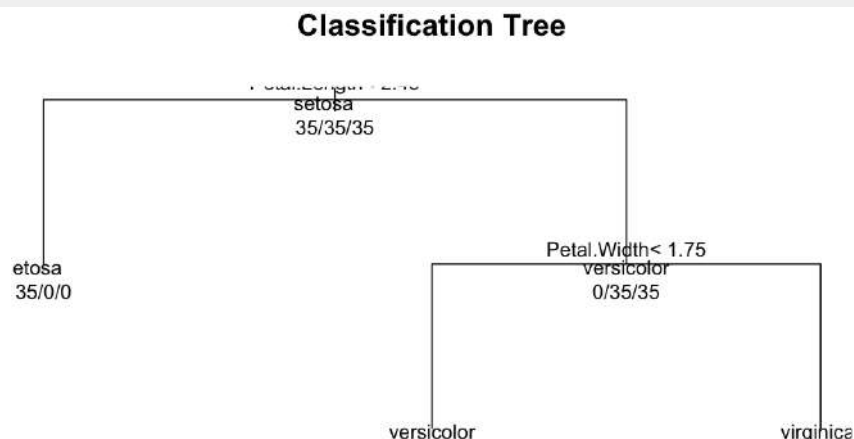 Classification Tree
setosa
35/35/35
Petal.Width< 1.75
versicolor
0/35/35
etosa
35/0/0
versicolor
virginica